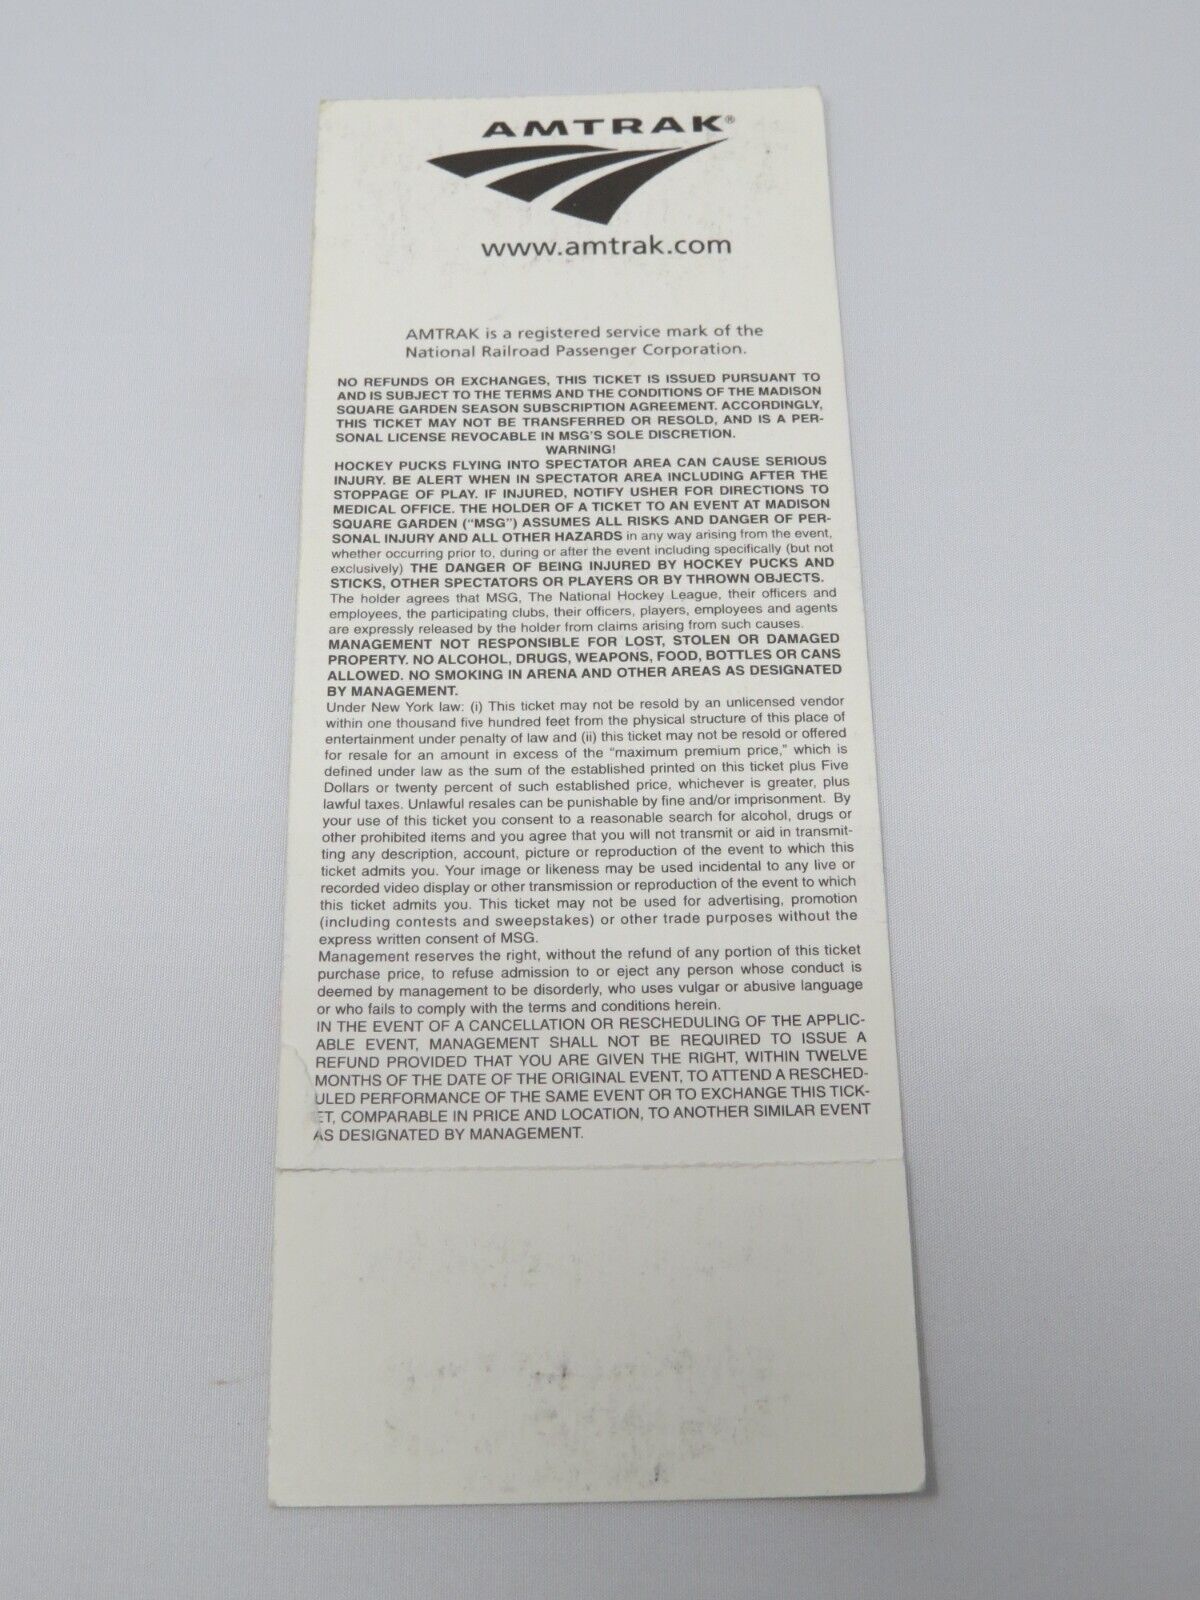 AMTRAK®
www.amtrak.com
AMTRAK is a registered service mark of the
National Railroad Passenger Corporation.
NO REFUNDS OR EXCHANGES, THIS TICKET IS ISSUED PURSUANT TO
AND IS SUBJECT TO THE TERMS AND THE CONDITIONS OF THE MADISON
SQUARE GARDEN SEASON SUBSCRIPTION AGREEMENT. ACCORDINGLY,
THIS TICKET MAY NOT BE TRANSFERRED OR RESOLD, AND IS A PER-
SONAL LICENSE REVOCABLE IN MSG'S SOLE DISCRETION.
WARNING!
HOCKEY PUCKS FLYING INTO SPECTATOR AREA CAN CAUSE SERIOUS
INJURY. BE ALERT WHEN IN SPECTATOR AREA INCLUDING AFTER THE
STOPPAGE OF PLAY. IF INJURED, NOTIFY USHER FOR DIRECTIONS TO
MEDICAL OFFICE. THE HOLDER OF A TICKET TO AN EVENT AT MADISON
SQUARE GARDEN ("MSG") ASSUMES ALL RISKS AND DANGER OF PER-
SONAL INJURY AND ALL OTHER HAZARDS in any way arising from the event,
whether occurring prior to, during or after the event including specifically (but not
exclusively) THE DANGER OF BEING INJURED BY HOCKEY PUCKS AND
STICKS, OTHER SPECTATORS OR PLAYERS OR BY THROWN OBJECTS.
The holder agrees that MSG, The National Hockey League, their officers and
employees, the participating clubs, their officers, players, employees and agents
are expressly released by the holder from claims arising from such causes.
MANAGEMENT NOT RESPONSIBLE FOR LOST, STOLEN OR DAMAGED
PROPERTY. NO ALCOHOL, DRUGS, WEAPONS, FOOD, BOTTLES OR CANS
ALLOWED. NO SMOKING IN ARENA AND OTHER AREAS AS DESIGNATED
BY MANAGEMENT.
Under New York law: (i) This ticket may not be resold by an unlicensed vendor
within one thousand five hundred feet from the physical structure of this place of
entertainment under penalty of law and (ii) this ticket may not be resold or offered
for resale for an amount in excess of the "maximum premium price," which is
defined under law as the sum of the established printed on this ticket plus Five
Dollars or twenty percent of such established price, whichever is greater, plus
lawful taxes. Unlawful resales can be punishable by fine and/or imprisonment. By
your use of this ticket you consent to a reasonable search for alcohol, drugs or
other prohibited items and you agree that you will not transmit or aid in transmit-
ting any description, account, picture or reproduction of the event to which this
ticket admits you. Your image or likeness may be used incidental to any live or
recorded video display or other transmission or reproduction of the event to which
this ticket admits you. This ticket may not be used for advertising, promotion
(including contests and sweepstakes) or other trade purposes without the
express written consent of MSG.
Management reserves the right, without the refund of any portion of this ticket
purchase price, to refuse admission to or eject any person whose conduct is
deemed by management to be disorderly, who uses vulgar or abusive language
or who fails to comply with the terms and conditions herein.
IN THE EVENT OF A CANCELLATION OR RESCHEDULING OF THE APPLIC-
ABLE EVENT, MANAGEMENT SHALL NOT BE REQUIRED TO ISSUE A
REFUND PROVIDED THAT YOU ARE GIVEN THE RIGHT, WITHIN TWELVE
MONTHS OF THE DATE OF THE ORIGINAL EVENT, TO ATTEND A RESCHED-
ULED PERFORMANCE OF THE SAME EVENT OR TO EXCHANGE THIS TICK-
ET, COMPARABLE IN PRICE AND LOCATION, TO ANOTHER SIMILAR EVENT
AS DESIGNATED BY MANAGEMENT.